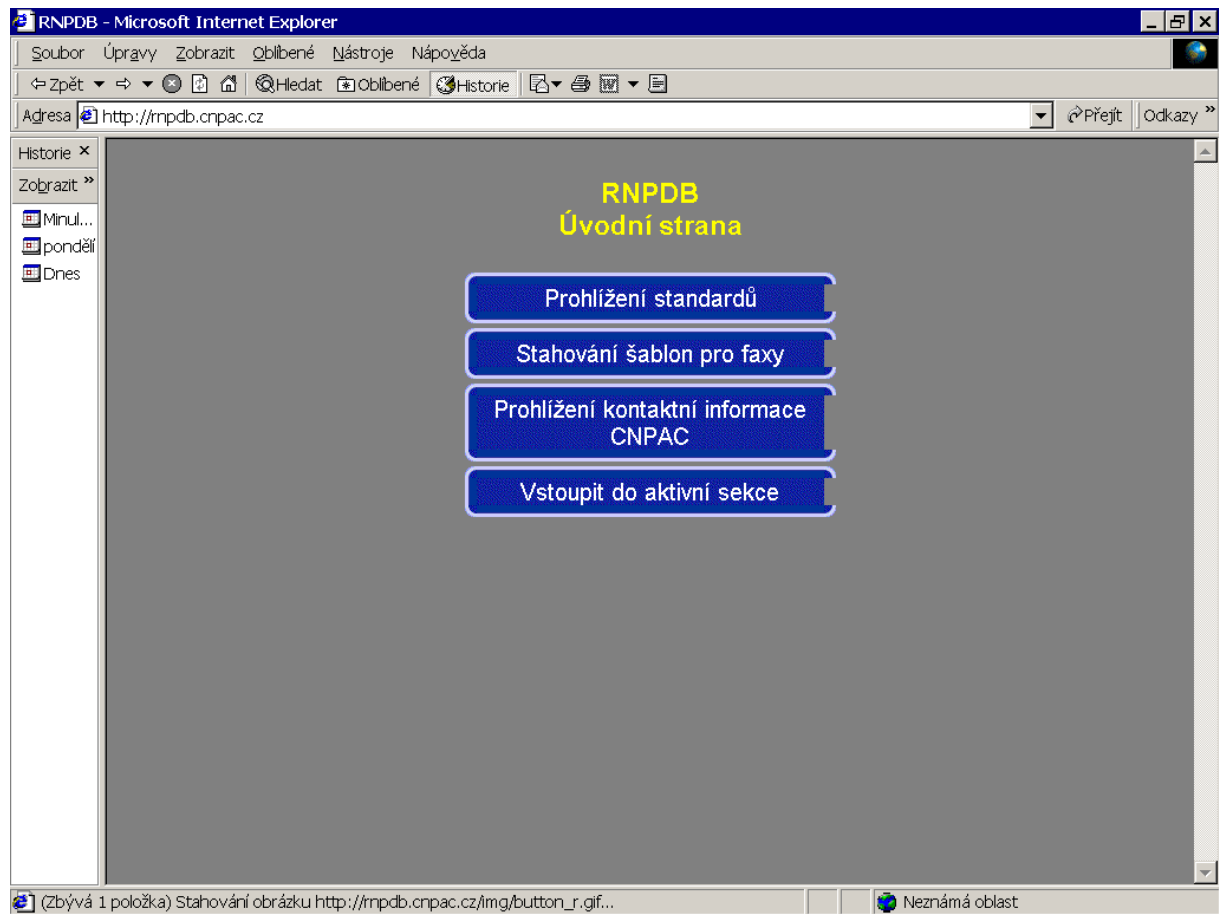 RNPDB - Microsoft Internet Explorer
Soubor Úpravy Zobrazit Oblíbené Nástroje Nápověda
Zpět Hledat Oblíbené Historie
Adresa http://rnpdb.cnpac.cz Přejít Odkazy »
Historie ×
Zobrazit »
Minul...
pondělí
Dnes
RNPDB
Úvodní strana
Prohlížení standardů
Stahování šablon pro faxy
Prohlížení kontaktní informace
CNPAC
Vstoupit do aktivní sekce
(Zbývá 1 položka) Stahování obrázku http://rnpdb.cnpac.cz/img/button_r.gif... Neznámá oblast